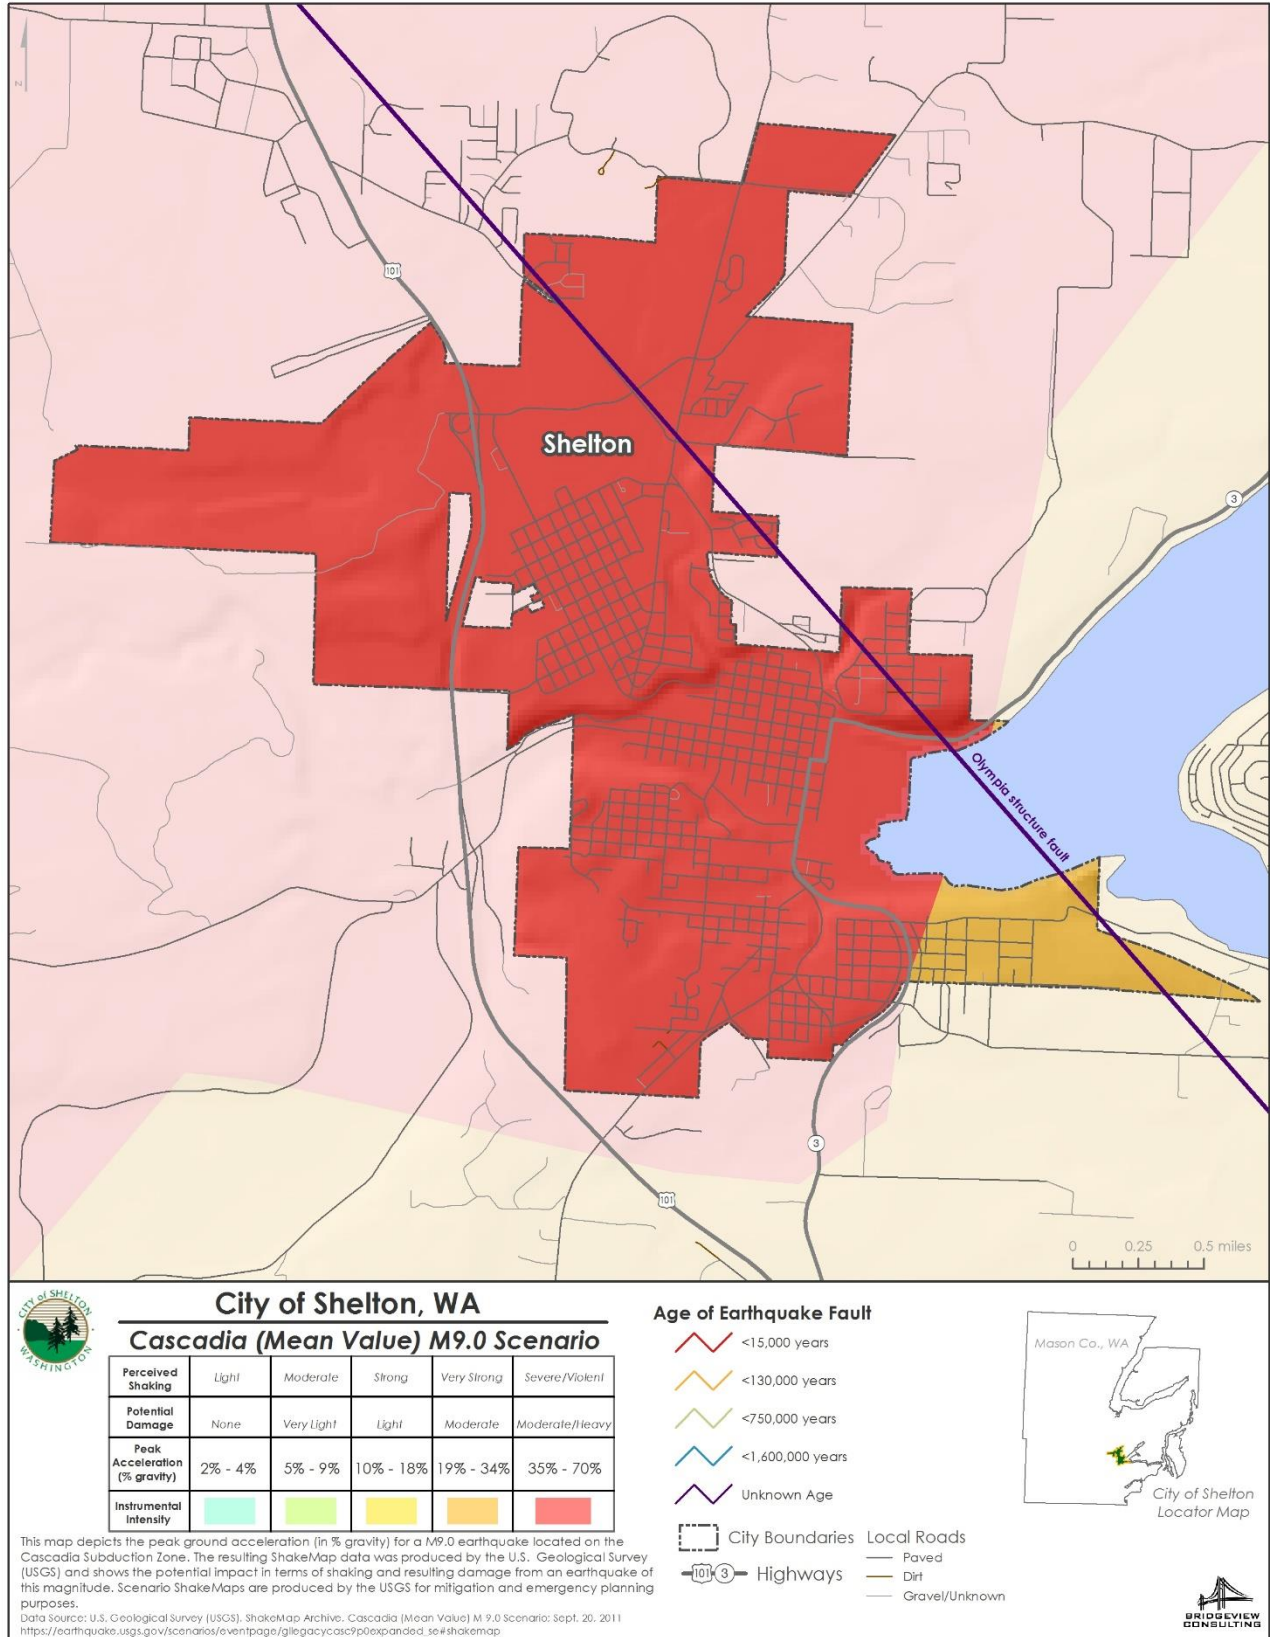 N
101
Shelton
3
Olympia structure fault
3
101
0 0.25 0.5 miles
CITY of SHELTON
WASHINGTON
City of Shelton, WA
Cascadia (Mean Value) M9.0 Scenario
Perceived Shaking Light Moderate Strong Very Strong Severe/Violent
Potential Damage None Very Light Light Moderate Moderate/Heavy
Peak Acceleration (% gravity) 2% - 4% 5% - 9% 10% - 18% 19% - 34% 35% - 70%
Instrumental Intensity
This map depicts the peak ground acceleration (in % gravity) for a M9.0 earthquake located on the
Cascadia Subduction Zone. The resulting ShakeMap data was produced by the U.S. Geological Survey
(USGS) and shows the potential impact in terms of shaking and resulting damage from an earthquake of
this magnitude. Scenario ShakeMaps are produced by the USGS for mitigation and emergency planning
purposes.
Data Source: U.S. Geological Survey (USGS). ShakeMap Archive. Cascadia (Mean Value) M 9.0 Scenario; Sept. 20, 2011
https://earthquake.usgs.gov/scenarios/eventpage/gllegacycasc9p0expanded_se#shakemap
Age of Earthquake Fault
<15,000 years
<130,000 years
<750,000 years
<1,600,000 years
Unknown Age
City Boundaries
101 3 Highways
Local Roads
Paved
Dirt
Gravel/Unknown
Mason Co., WA
City of Shelton
Locator Map
BRIDGEVIEW
CONSULTING